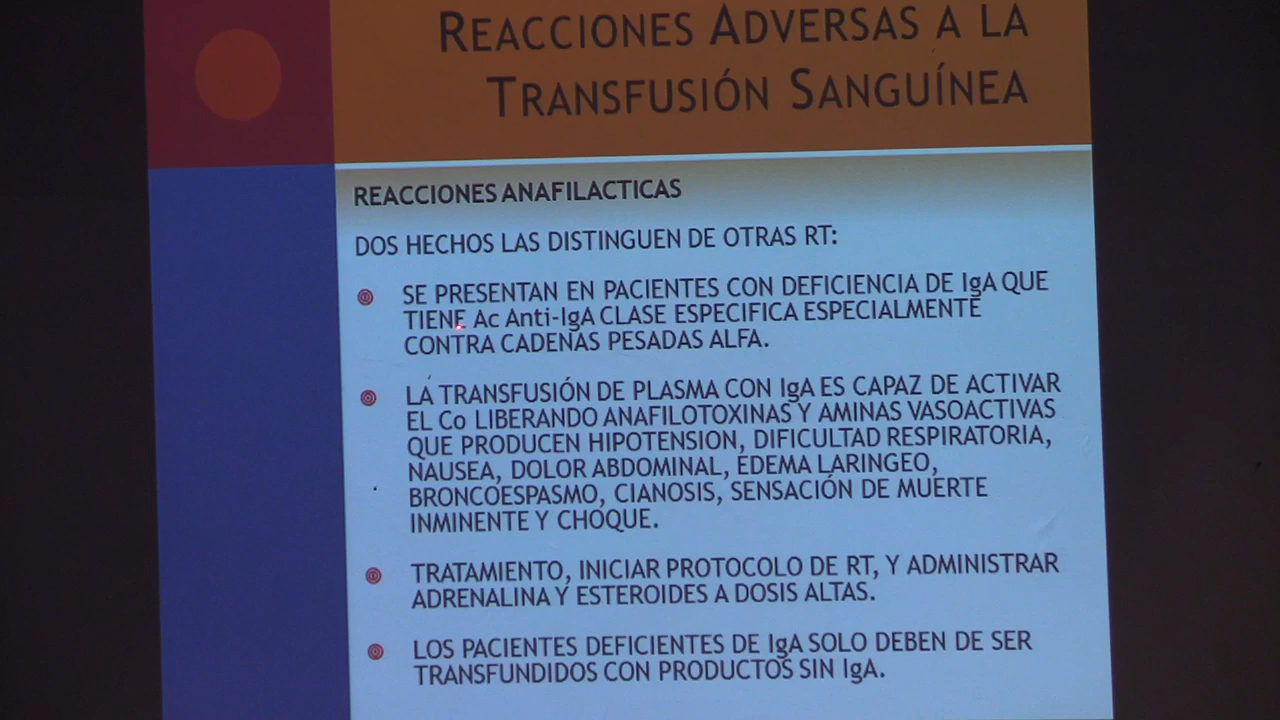 REACCIONES ADVERSAS A LA
TRANSFUSIÓN SANGUÍNEA
REACCIONES ANAFILACTICAS
DOS HECHOS LAS DISTINGUEN DE OTRAS RT:
SE PRESENTAN EN PACIENTES CON DEFICIENCIA DE IgA QUE
TIENE Ac Anti-IgA CLASE ESPECIFICA ESPECIALMENTE
CONTRA CADENAS PESADAS ALFA.
LA TRANSFUSIÓN DE PLASMA CON IgA ES CAPAZ DE ACTIVAR
EL Co LIBERANDO ANAFILOTOXINAS Y AMINAS VASOACTIVAS
QUE PRODUCEN HIPOTENSION, DIFICULTAD RESPIRATORIA,
NAUSEA, DOLOR ABDOMINAL, EDEMA LARINGEO,
BRONCOESPASMO, CIANOSIS, SENSACIÓN DE MUERTE
INMINENTE Y CHOQUE.
TRATAMIENTO, INICIAR PROTOCOLO DE RT, Y ADMINISTRAR
ADRENALINA Y ESTEROIDES A DOSIS ALTAS.
LOS PACIENTES DEFICIENTES DE IgA SOLO DEBEN DE SER
TRANSFUNDIDOS CON PRODUCTOS SIN IgA.